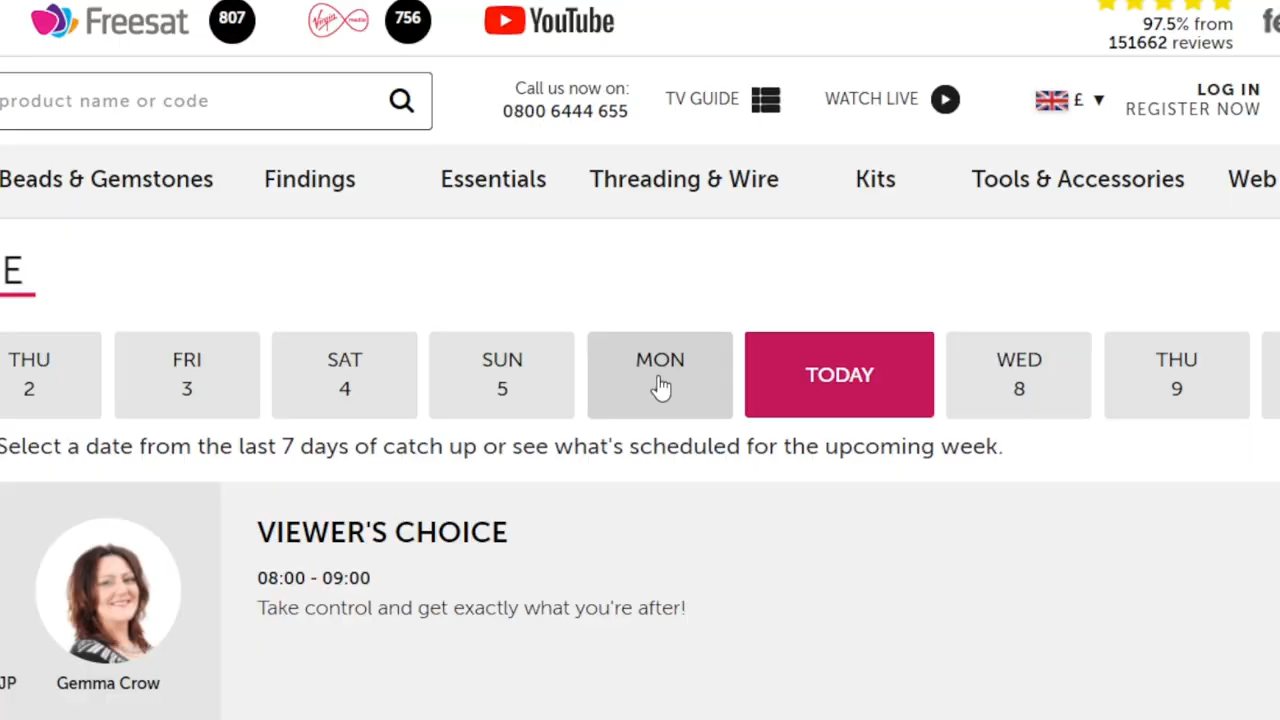 Freesat 807 Virgin media 756 YouTube
97.5% from
151662 reviews
product name or code
Call us now on:
0800 6444 655
TV GUIDE
WATCH LIVE
£ ▼
LOG IN
REGISTER NOW
Beads & Gemstones Findings Essentials Threading & Wire Kits Tools & Accessories Web
E
THU
2
FRI
3
SAT
4
SUN
5
MON
TODAY
WED
8
THU
9
Select a date from the last 7 days of catch up or see what's scheduled for the upcoming week.
VIEWER'S CHOICE
08:00 - 09:00
Take control and get exactly what you're after!
JP
Gemma Crow